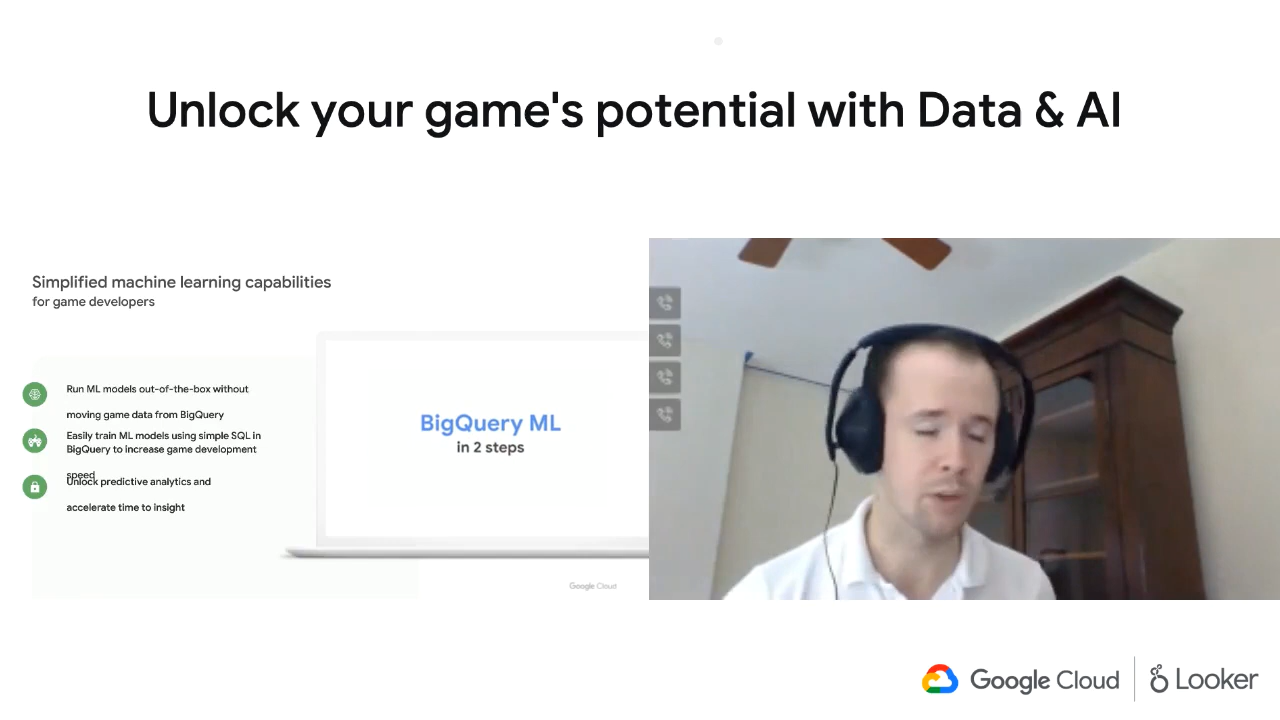 Unlock your game's potential with Data & AI
Simplified machine learning capabilities
for game developers
Run ML models out-of-the-box without
moving game data from BigQuery
Easily train ML models using simple SQL in
BigQuery to increase game development
speed
Unlock predictive analytics and
accelerate time to insight
BigQuery ML
in 2 steps
Google Cloud
Google Cloud
Looker